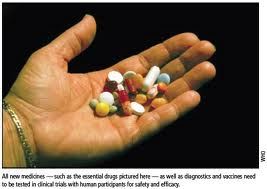 WHO
All new medicines — such as the essential drugs pictured here — as well as diagnostics and vaccines need
to be tested in clinical trials with human participants for safety and efficacy.